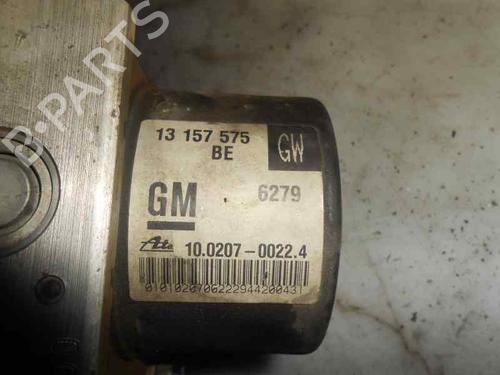 B-PARTS
13 157 575
BE
GW
GM
6279
Ate
10.0207-0022.4